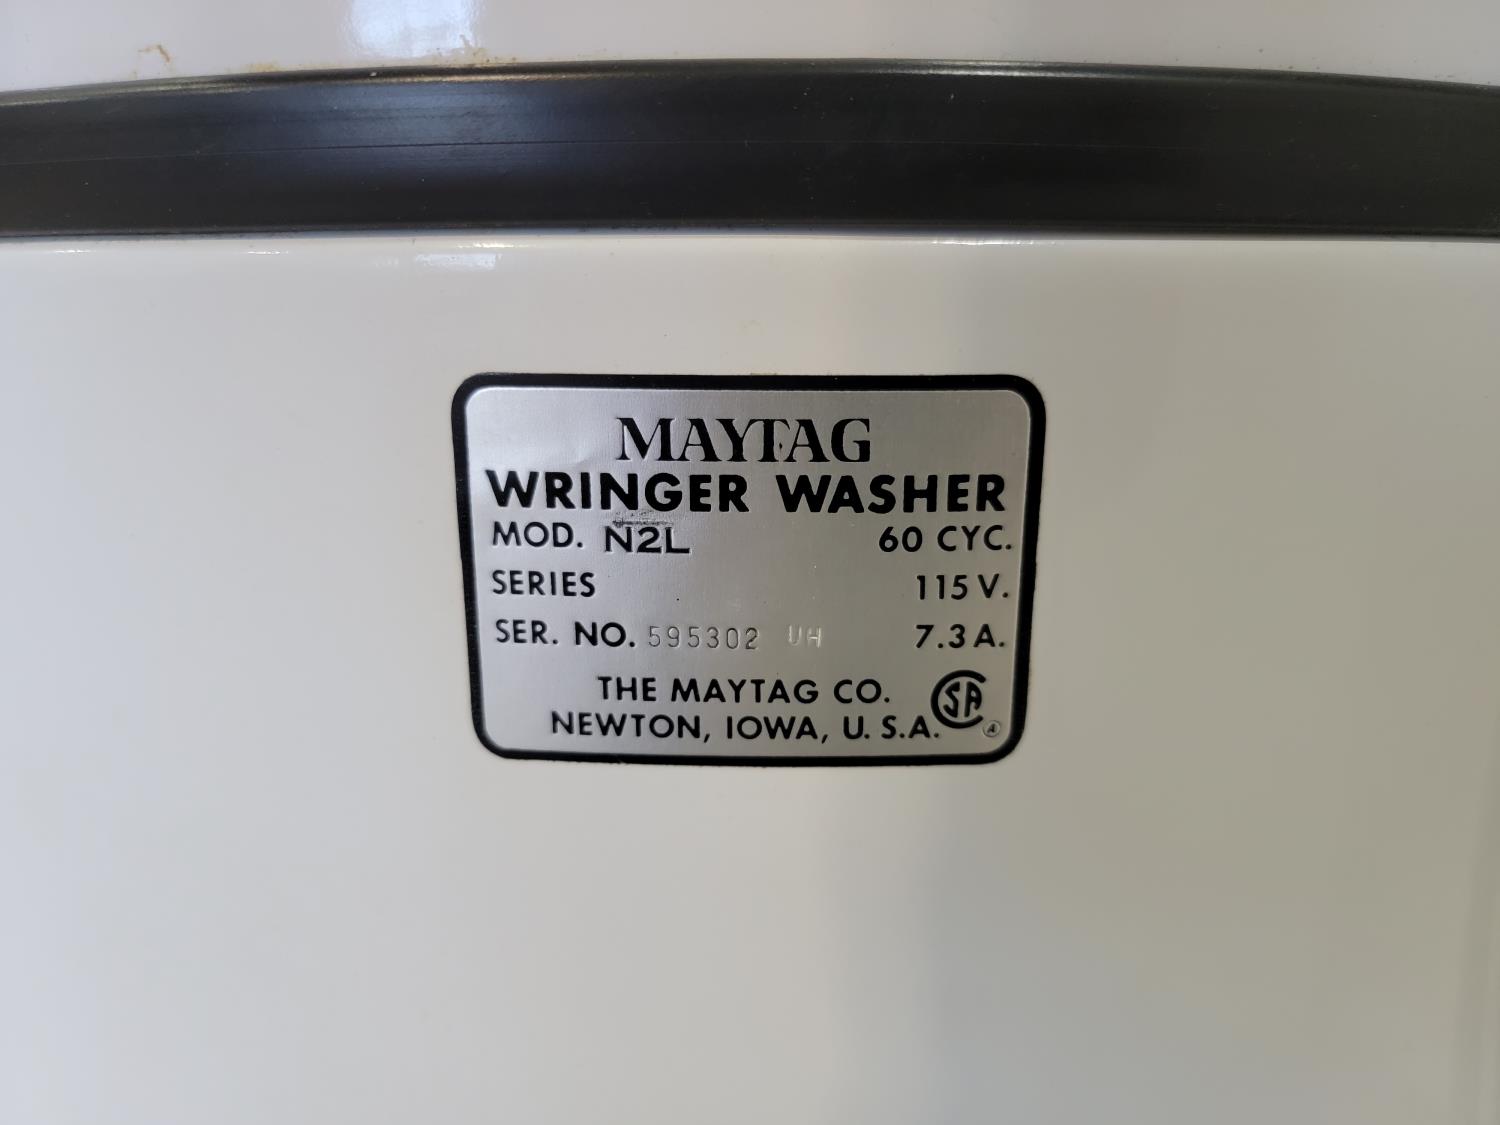 MAYTAG
WRINGER WASHER
MOD. N2L 60 CYC.
SERIES 115 V.
SER. NO. 595302 UH 7.3 A.
THE MAYTAG CO.
NEWTON, IOWA, U. S.A.
SA
A